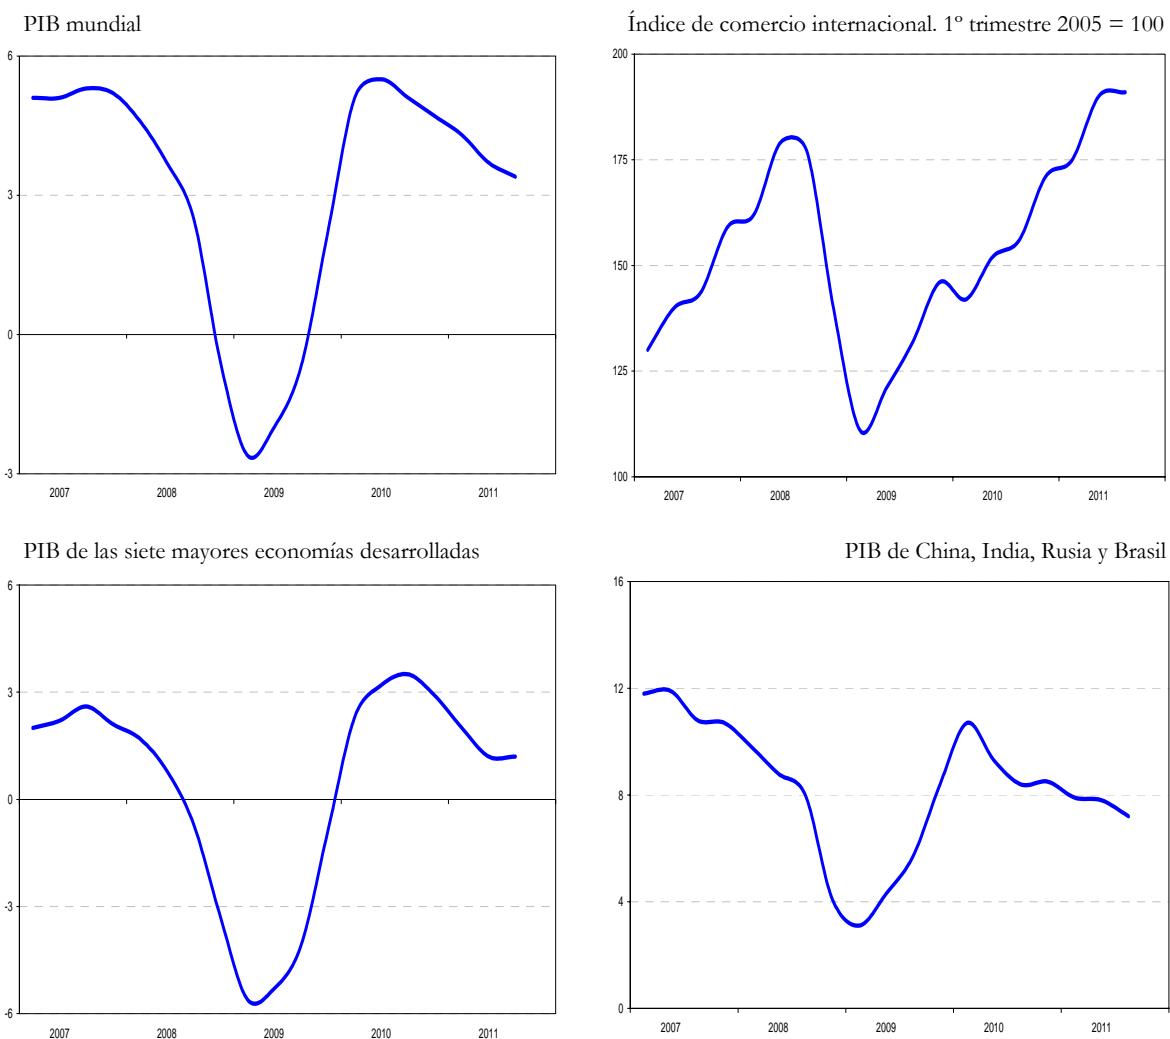 PIB mundial
6
3
0
-3
2007 2008 2009 2010 2011
Índice de comercio internacional. 1º trimestre 2005 = 100
200
175
150
125
100
2007 2008 2009 2010 2011
PIB de las siete mayores economías desarrolladas
6
3
0
-3
-6
2007 2008 2009 2010 2011
PIB de China, India, Rusia y Brasil
16
12
8
4
0
2007 2008 2009 2010 2011